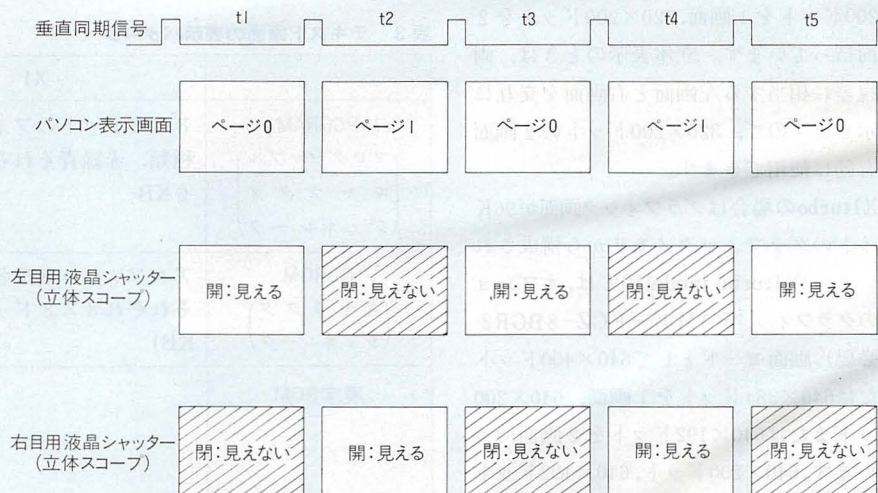 t1 t2 t3 t4 t5
垂直同期信号
パソコン表示画面 ページ0 ページ1 ページ0 ページ1 ページ0
左目用液晶シャッター
(立体スコープ)
開:見える 閉:見えない 開:見える 閉:見えない 開:見える
右目用液晶シャッター
(立体スコープ)
閉:見えない 開:見える 閉:見えない 開:見える 閉:見えない